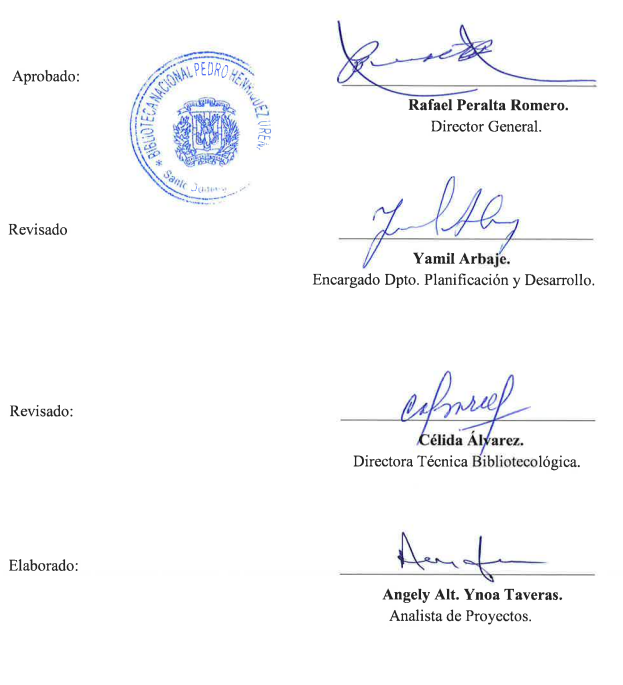 Aprobado:
* BIBLIOTECA NACIONAL PEDRO HENRIQUEZ UREÑ
Santo Domingo
Rafael Peralta Romero.
Director General.
Revisado
Yamil Arbaje.
Encargado Dpto. Planificación y Desarrollo.
Revisado:
Célida Álvarez.
Directora Técnica Bibliotecológica.
Elaborado:
Angely Alt. Ynoa Taveras.
Analista de Proyectos.